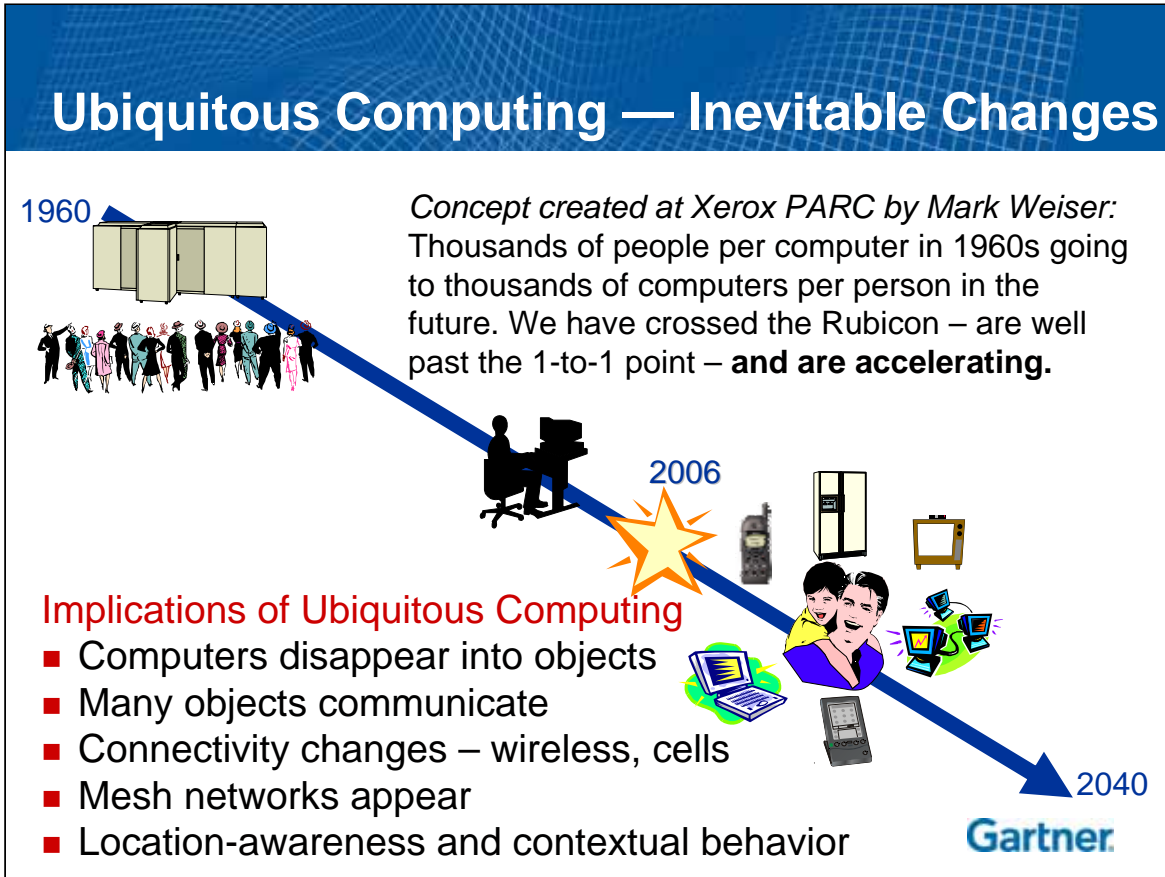 Ubiquitous Computing — Inevitable Changes
1960
Concept created at Xerox PARC by Mark Weiser:
Thousands of people per computer in 1960s going
to thousands of computers per person in the
future. We have crossed the Rubicon – are well
past the 1-to-1 point – and are accelerating.
2006
Implications of Ubiquitous Computing
■ Computers disappear into objects
■ Many objects communicate
■ Connectivity changes – wireless, cells
■ Mesh networks appear
■ Location-awareness and contextual behavior
2040
Gartner